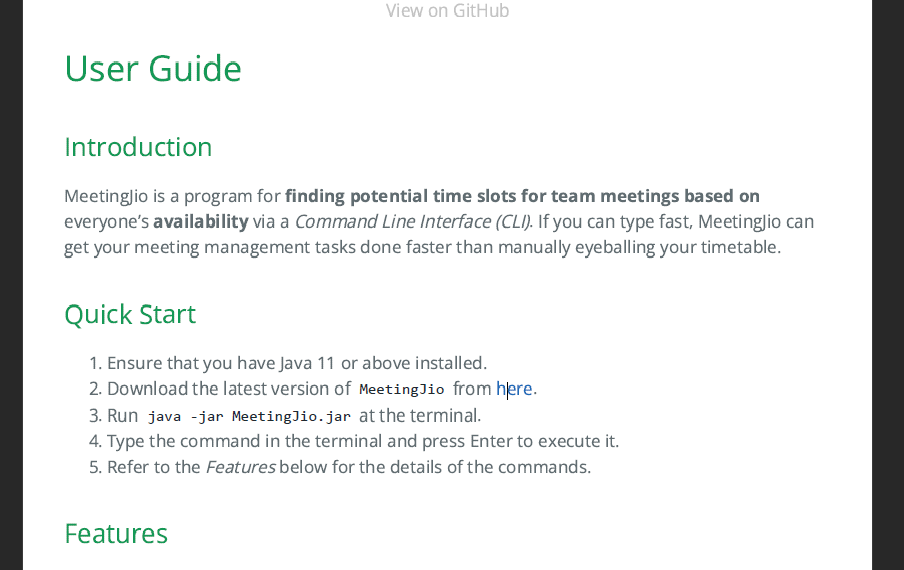 View on GitHub
User Guide
Introduction
MeetingJio is a program for finding potential time slots for team meetings based on
everyone’s availability via a Command Line Interface (CLI). If you can type fast, MeetingJio can
get your meeting management tasks done faster than manually eyeballing your timetable.
Quick Start
1. Ensure that you have Java 11 or above installed.
2. Download the latest version of MeetingJio from here.
3. Run java -jar MeetingJio.jar at the terminal.
4. Type the command in the terminal and press Enter to execute it.
5. Refer to the Features below for the details of the commands.
Features